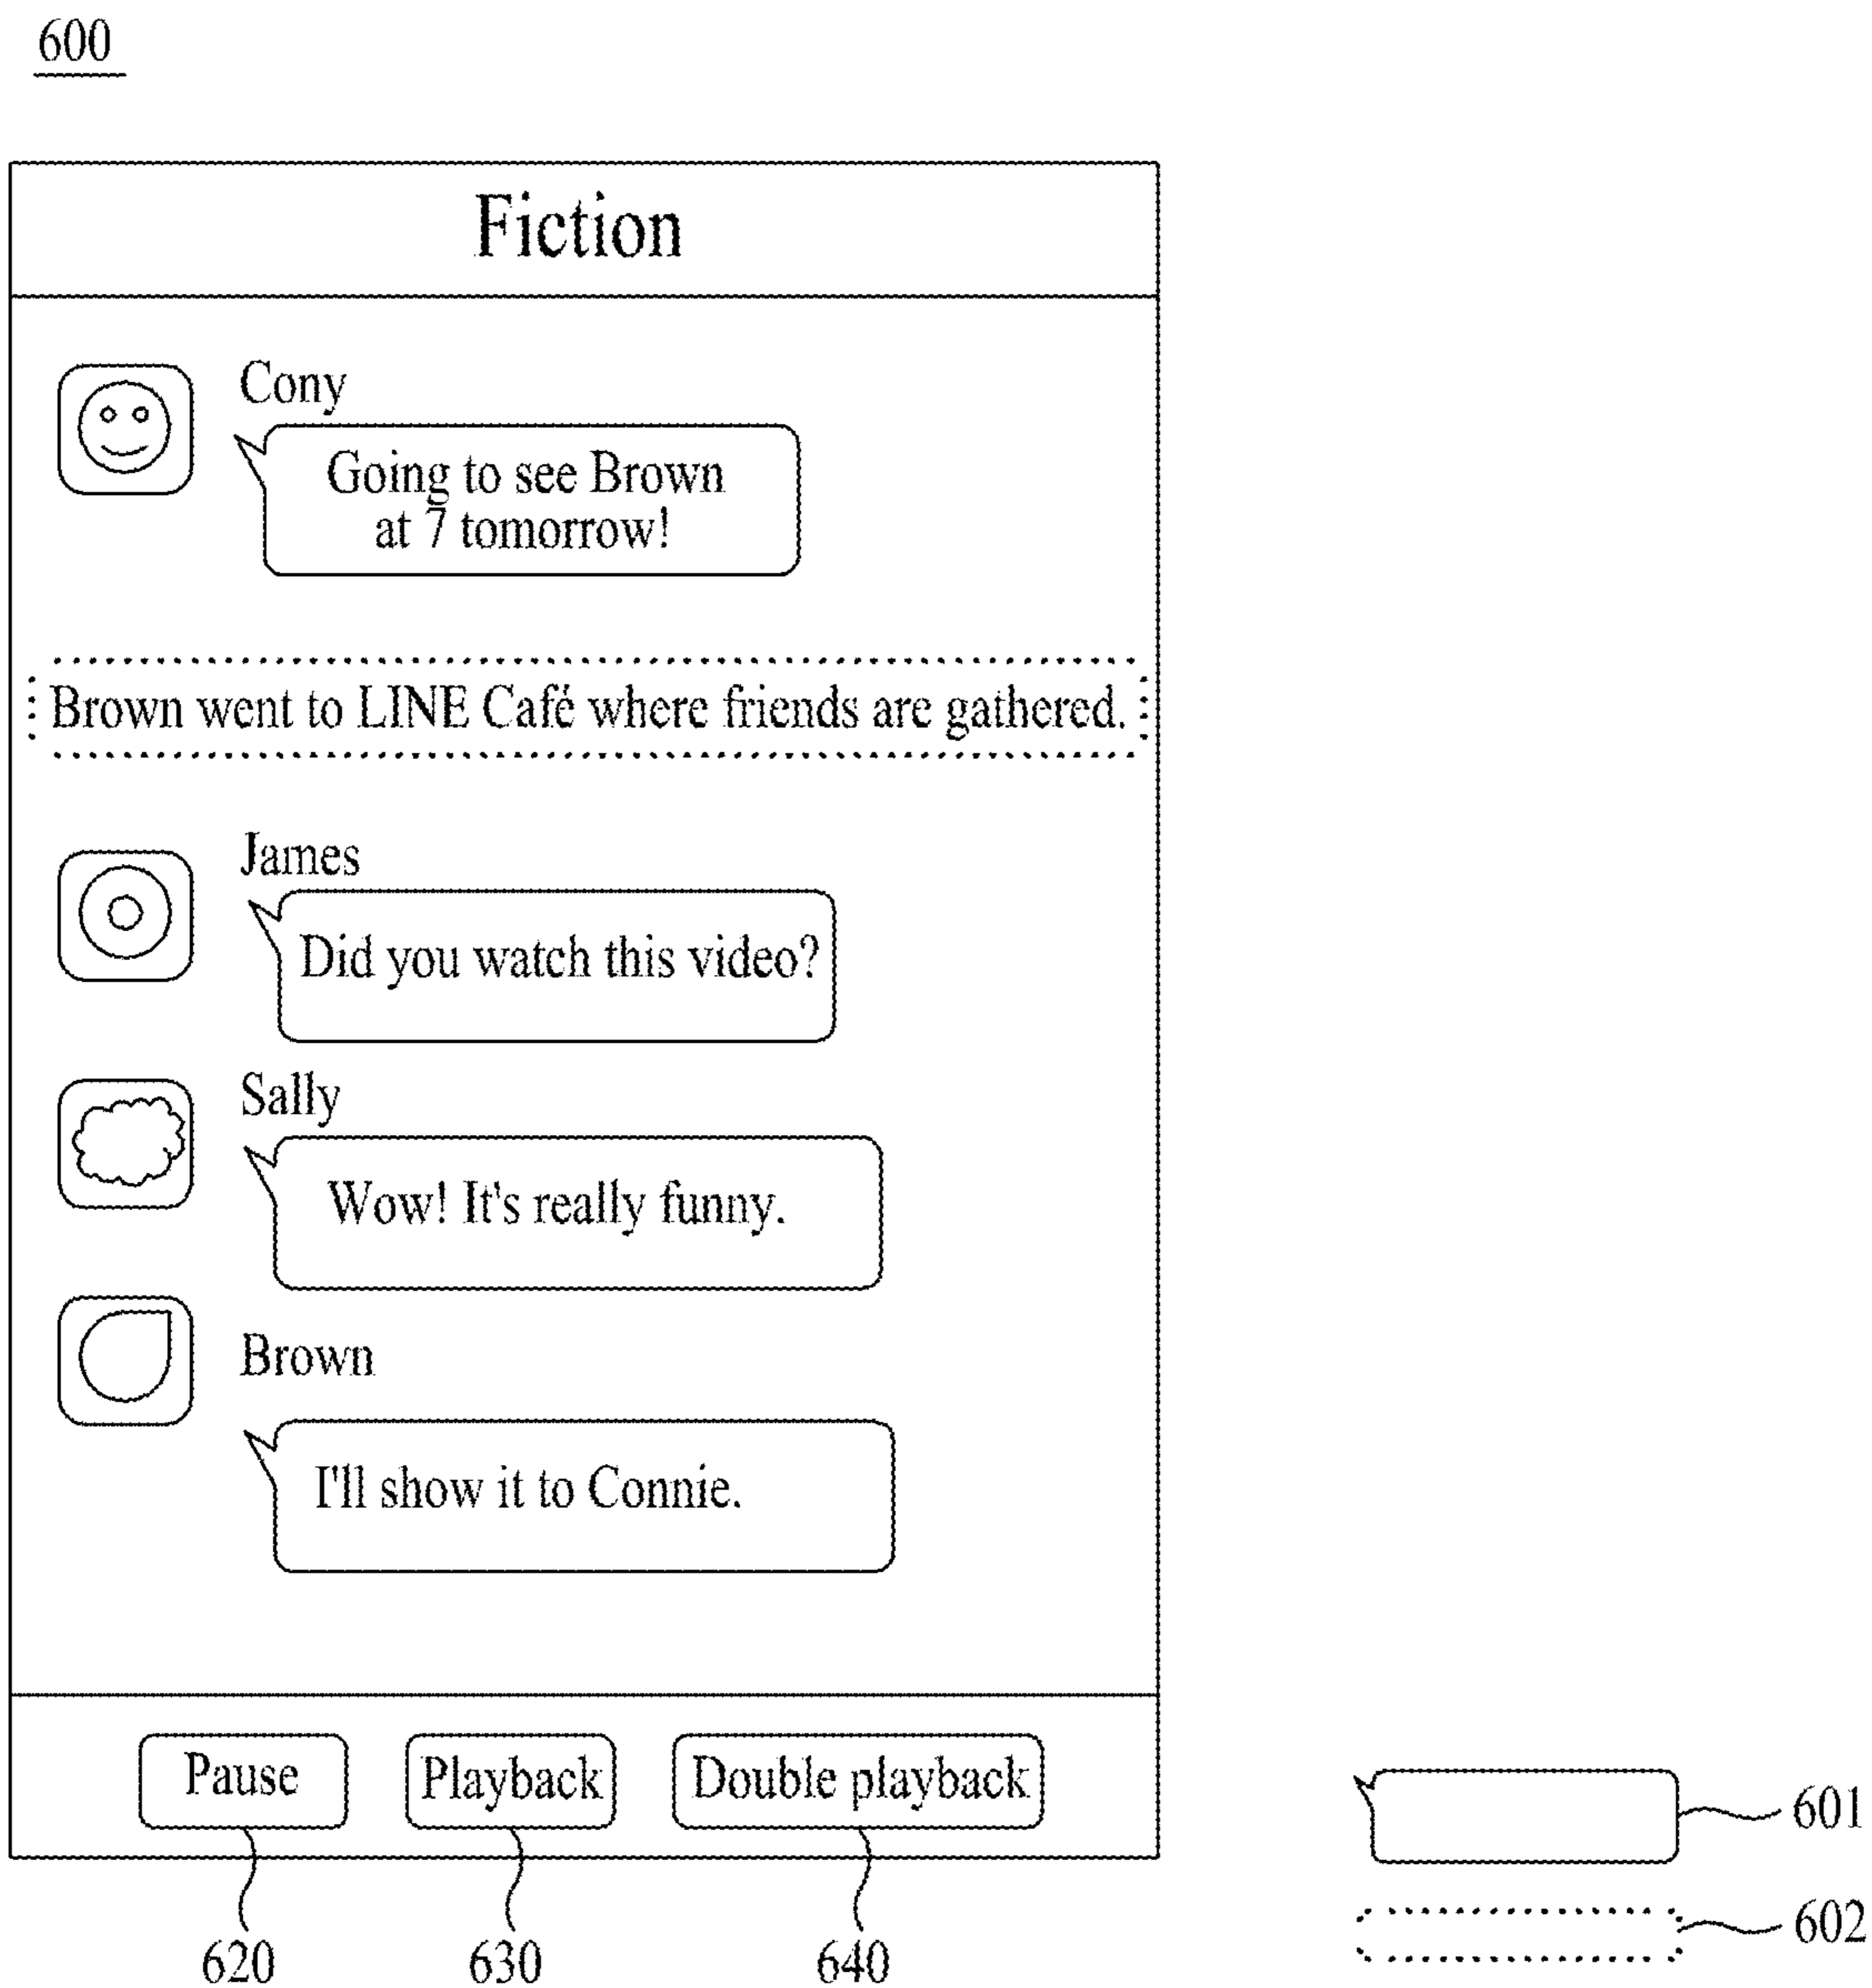 600
Fiction
Cony
Going to see Brown
at 7 tomorrow!
Brown went to LINE Café where friends are gathered.
James
Did you watch this video?
Sally
Wow! It's really funny.
Brown
I'll show it to Connie.
Pause Playback Double playback
601
602
620 630 640